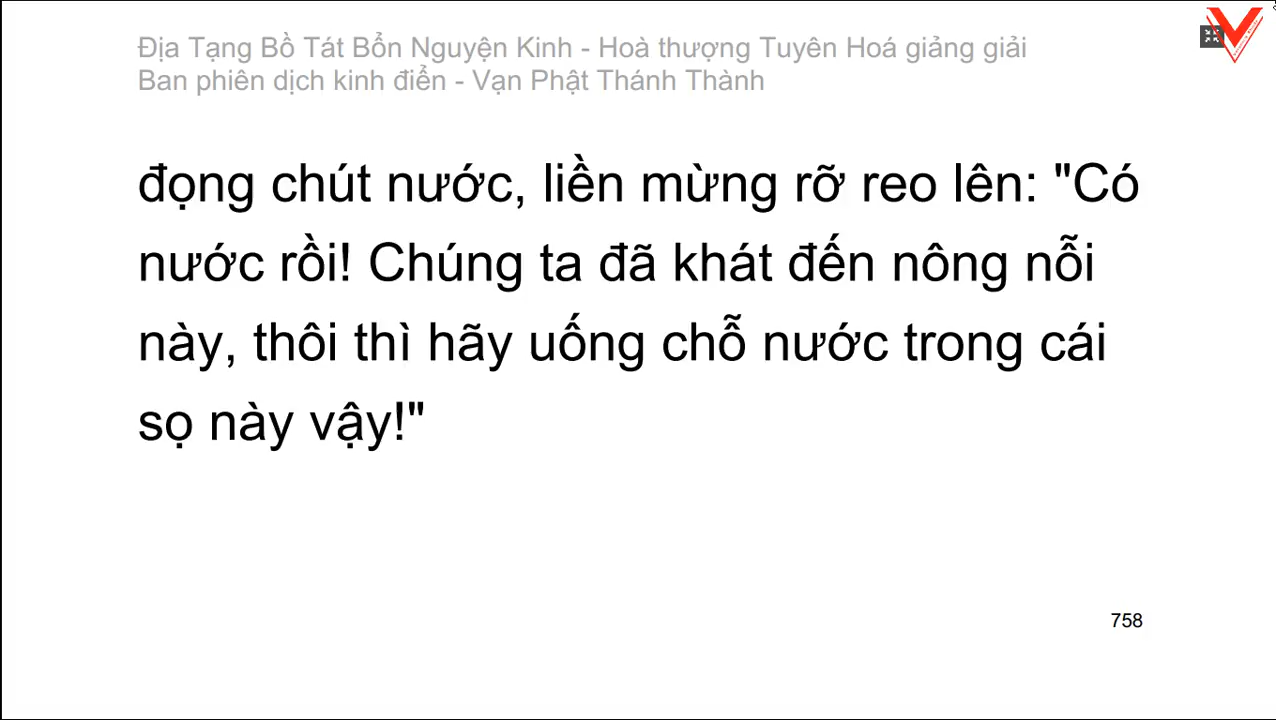 Địa Tạng Bồ Tát Bổn Nguyện Kinh - Hoà thượng Tuyên Hoá giảng giải
Ban phiên dịch kinh điển - Vạn Phật Thánh Thành
đọng chút nước, liền mừng rỡ reo lên: "Có
nước rồi! Chúng ta đã khát đến nông nỗi
này, thôi thì hãy uống chỗ nước trong cái
sọ này vậy!"
758